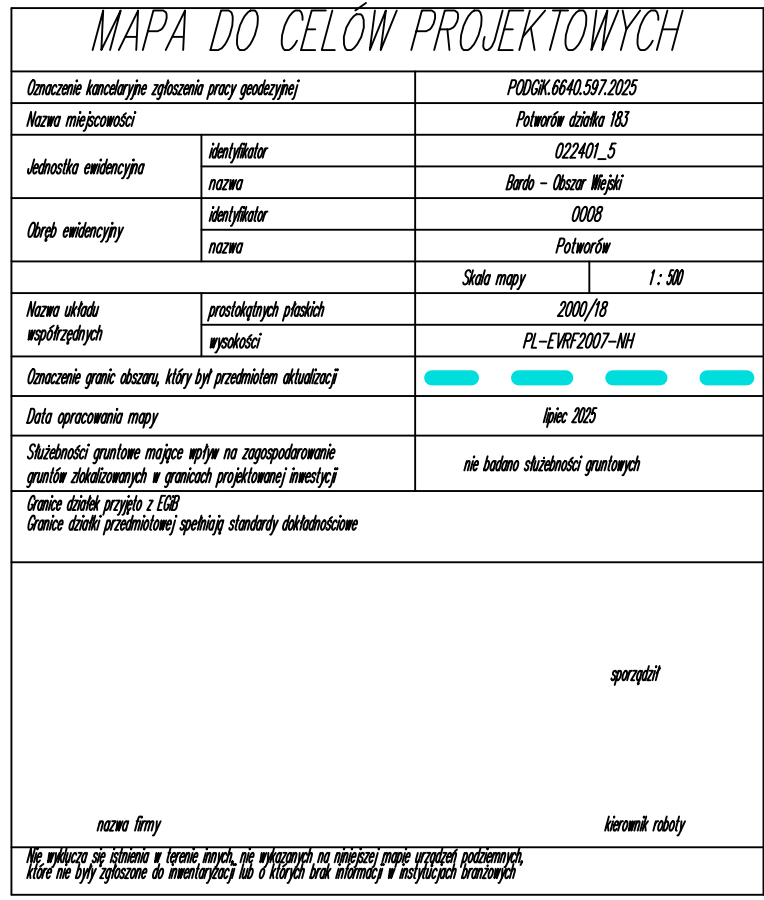 MAPA DO CELÓW PROJEKTOWYCH
Oznaczenie kancelaryjne zgłoszenia pracy geodezyjnej PODGiK.6640.597.2025
Nazwa miejscowości Potworów działka 183
Jednostka ewidencyjna identyfikator 022401_5
nazwa Bardo - Obszar Wiejski
Obręb ewidencyjny identyfikator 0008
nazwa Potworów
Skala mapy 1 : 500
Nazwa układu
współrzędnych
prostokątnych płaskich 2000/18
wysokości PL-EVRF2007-NH
Oznaczenie granic obszaru, który był przedmiotem aktualizacji
Data opracowania mapy lipiec 2025
Służebności gruntowe mające wpływ na zagospodarowanie
gruntów zlokalizowanych w granicach projektowanej inwestycji
nie badano służebności gruntowych
Granice działek przyjęto z EGiB
Granice działki przedmiotowej spełniają standardy dokładnościowe
sporządził
nazwa firmy kierownik roboty
Nie wyklucza się istnienia w terenie innych, nie wykazanych na niniejszej mapie urządzeń podziemnych,
które nie były zgłoszone do inwentaryzacji lub o których brak informacji w instytucjach branżowych